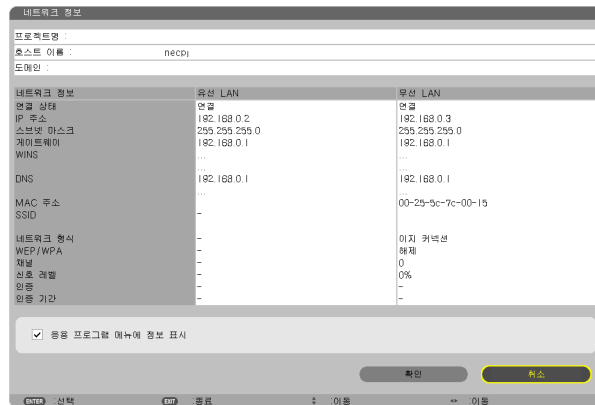 네트워크 정보
프로젝트명 :
호스트 이름 : necpj
도메인 :
네트워크 정보 유선 LAN 무선 LAN
연결 상태 연결 연결
IP 주소 192.168.0.2 192.168.0.3
스브넷 마스크 255.255.255.0 255.255.255.0
게이트웨이 192.168.0.1 192.168.0.1
WINS ... ...
... ...
DNS 192.168.0.1 192.168.0.1
... ...
MAC 주소 00-25-5c-7c-00-15
SSID -
네트워크 형식 - 이지 커넥션
WEP/WPA - 해제
채널 - 0
신호 레벨 - 0%
인증 - -
인증 기간 - -
응용 프로그램 메뉴에 정보 표시
확인 취소
ENTER :선택 EXIT :종료 :이동 :이동